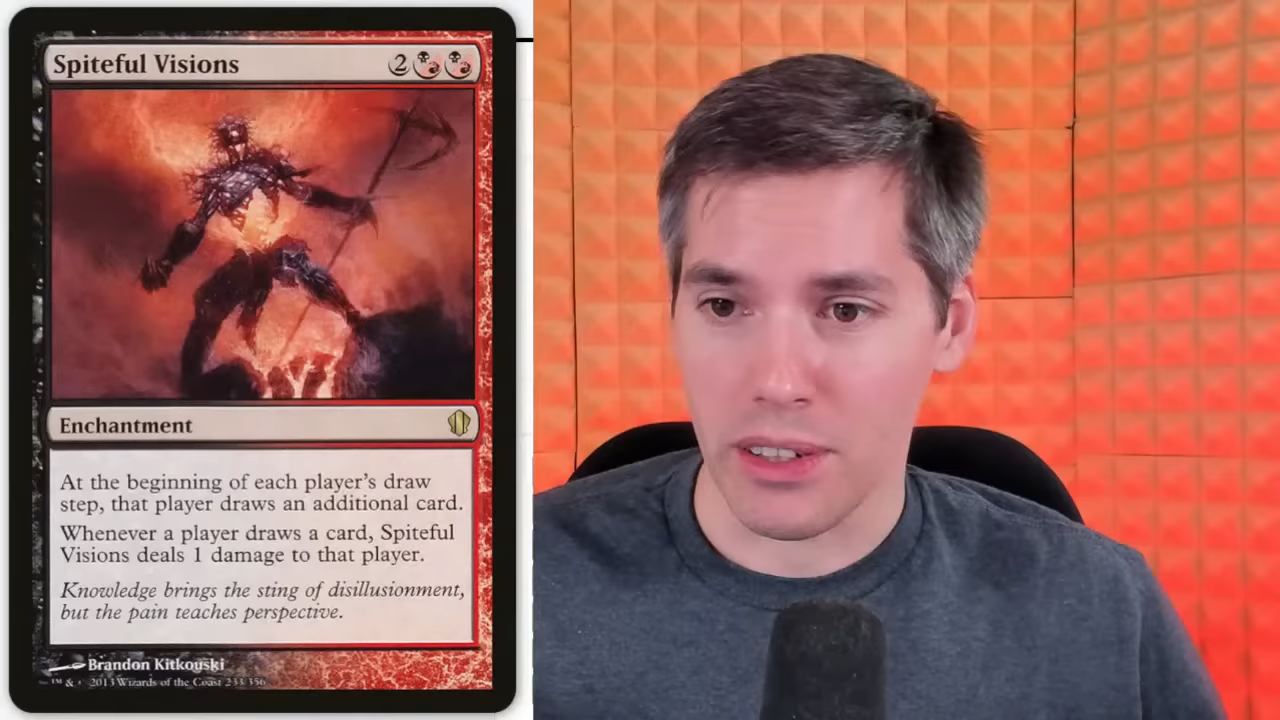 Spiteful Visions 2
Enchantment
At the beginning of each player's draw
step, that player draws an additional card.
Whenever a player draws a card, Spiteful
Visions deals 1 damage to that player.
Knowledge brings the sting of disillusionment,
but the pain teaches perspective.
Brandon Kitkouski
™ & 2013 Wizards of the Coast 233/356